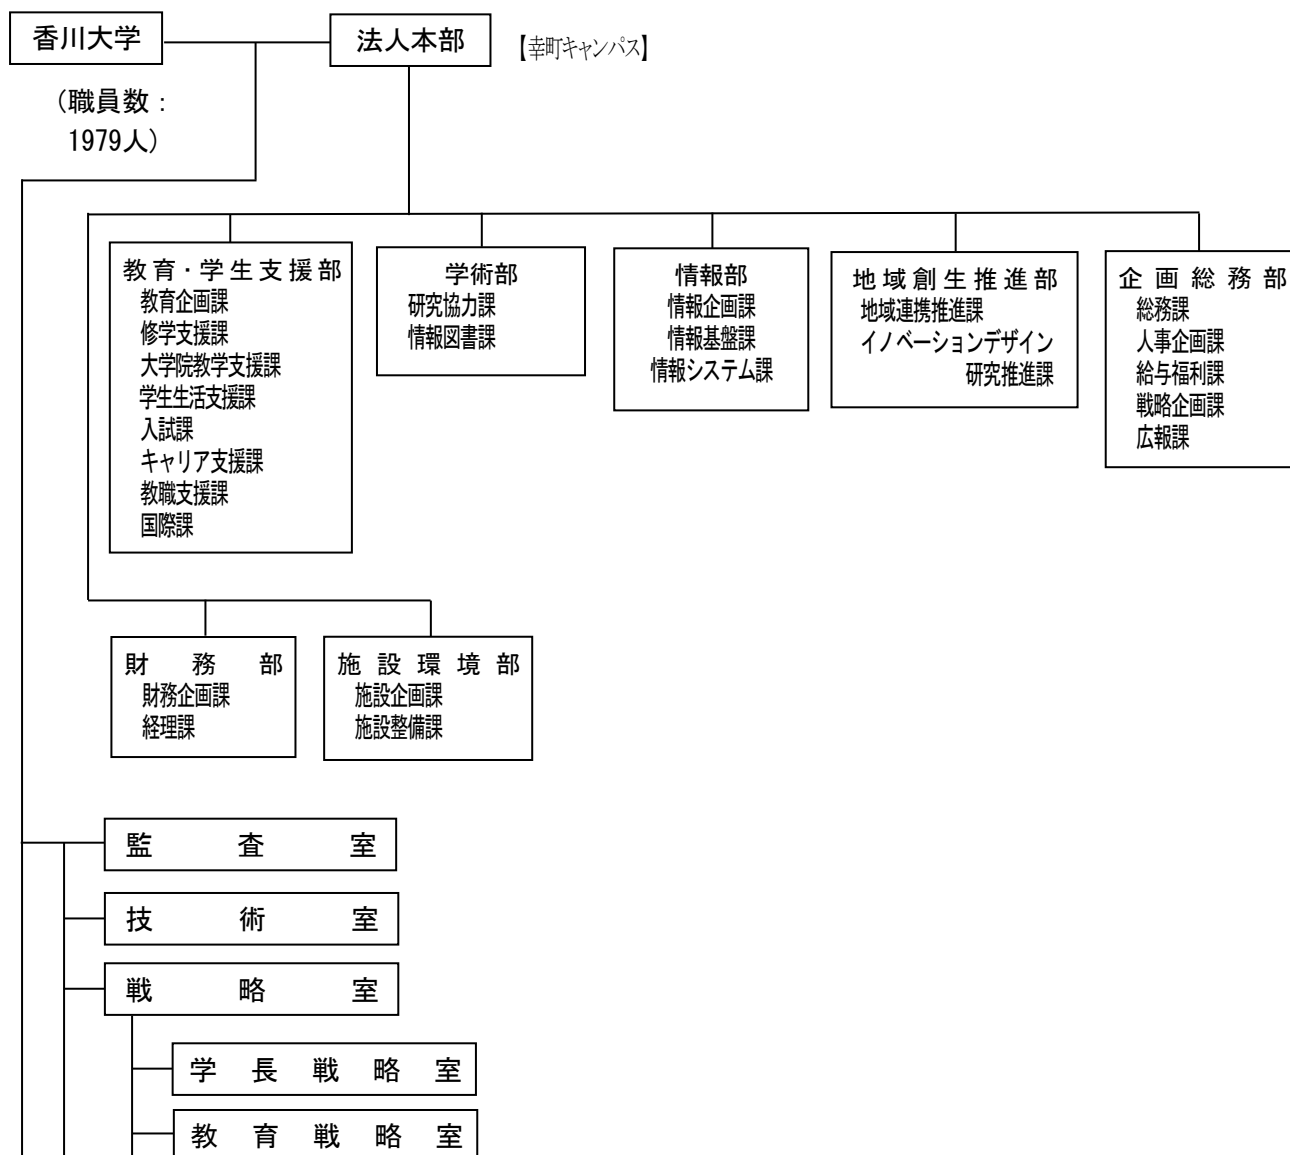 香川大学
法人本部
【幸町キャンパス】
（職員数：
1979人）
教育・学生支援部
教育企画課
修学支援課
大学院教学支援課
学生生活支援課
入試課
キャリア支援課
教職支援課
国際課
学術部
研究協力課
情報図書課
情報部
情報企画課
情報基盤課
情報システム課
地域創生推進部
地域連携推進課
イノベーションデザイン
研究推進課
企画総務部
総務課
人事企画課
給与福利課
戦略企画課
広報課
財務部
財務企画課
経理課
施設環境部
施設企画課
施設整備課
監査室
技術室
戦略室
学長戦略室
教育戦略室